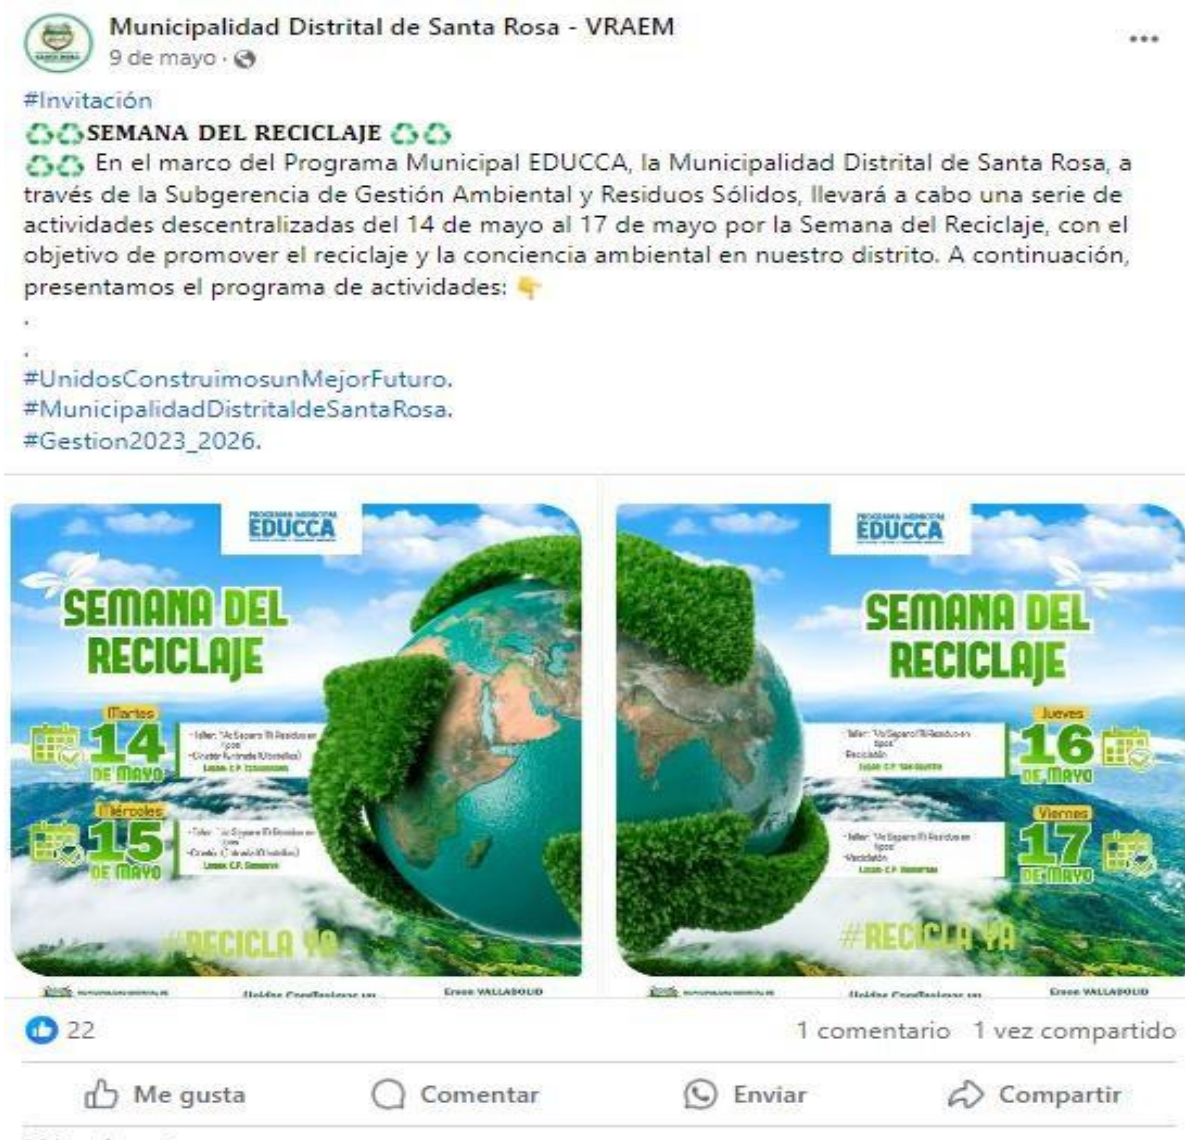 Municipalidad Distrital de Santa Rosa - VRAEM
9 de mayo ·
#Invitación
SEMANA DEL RECICLAJE
En el marco del Programa Municipal EDUCCA, la Municipalidad Distrital de Santa Rosa, a
través de la Subgerencia de Gestión Ambiental y Residuos Sólidos, llevará a cabo una serie de
actividades descentralizadas del 14 de mayo al 17 de mayo por la Semana del Reciclaje, con el
objetivo de promover el reciclaje y la conciencia ambiental en nuestro distrito. A continuación,
presentamos el programa de actividades:
.
.
#UnidosConstruimosunMejorFuturo.
#MunicipalidadDistritaldeSantaRosa.
#Gestion2023_2026.
PROGRAMA MUNICIPAL
EDUCCA
SEMANA DEL
RECICLAJE
Martes
14
DE MAYO
Miércoles
15
DE MAYO
#RECICLA YA
VALLADOLID
PROGRAMA MUNICIPAL
EDUCCA
SEMANA DEL
RECICLAJE
Jueves
16
DE MAYO
Viernes
17
DE MAYO
#RECICLA YA
VALLADOLID
22
1 comentario 1 vez compartido
Me gusta Comentar Enviar Compartir